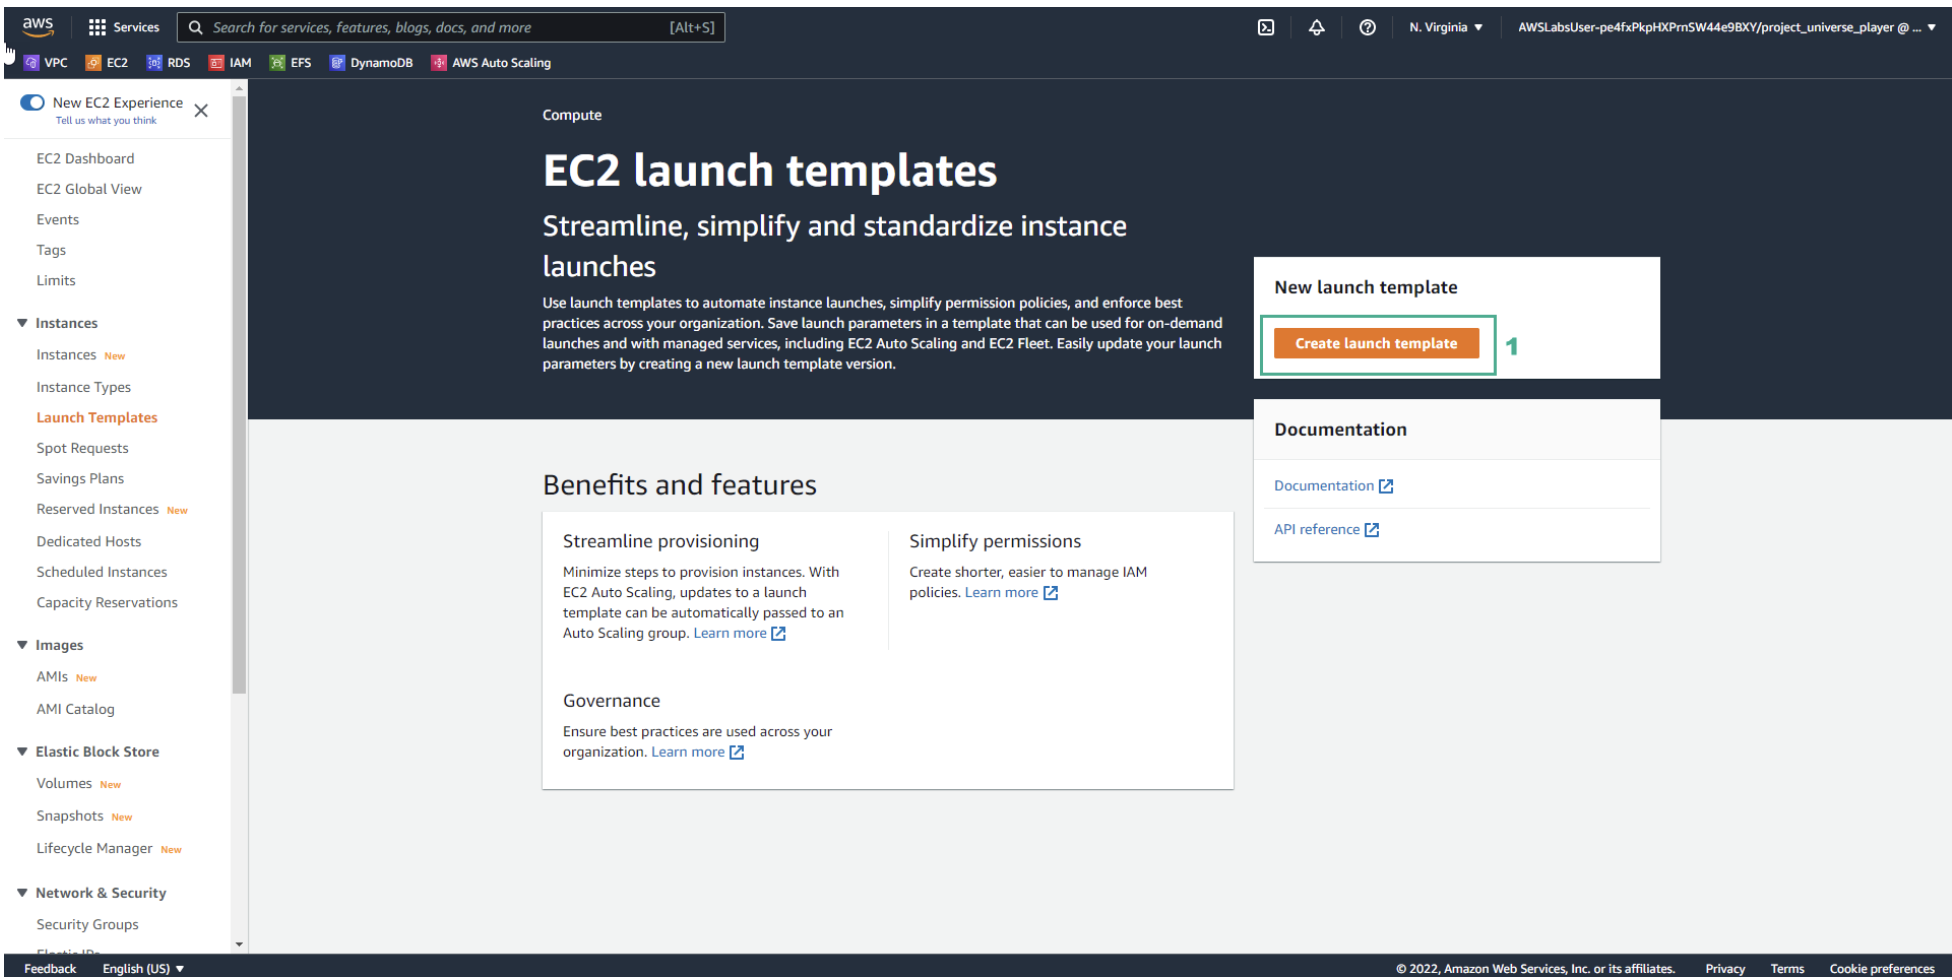 aws
Services
Search for services, features, blogs, docs, and more
[Alt+S]
N. Virginia ▼
AWSLabsUser-pe4fxPkpHXPrnSW44e9BXY/project_universe_player @ ... ▼
VPC
EC2
RDS
IAM
EFS
DynamoDB
AWS Auto Scaling
New EC2 Experience
Tell us what you think
EC2 Dashboard
EC2 Global View
Events
Tags
Limits
Instances
Instances New
Instance Types
Launch Templates
Spot Requests
Savings Plans
Reserved Instances New
Dedicated Hosts
Scheduled Instances
Capacity Reservations
Images
AMIs New
AMI Catalog
Elastic Block Store
Volumes New
Snapshots New
Lifecycle Manager New
Network & Security
Security Groups
Elastic IPs
Compute
EC2 launch templates
Streamline, simplify and standardize instance
launches
Use launch templates to automate instance launches, simplify permission policies, and enforce best
practices across your organization. Save launch parameters in a template that can be used for on-demand
launches and with managed services, including EC2 Auto Scaling and EC2 Fleet. Easily update your launch
parameters by creating a new launch template version.
New launch template
Create launch template
1
Documentation
Documentation
API reference
Benefits and features
Streamline provisioning
Minimize steps to provision instances. With
EC2 Auto Scaling, updates to a launch
template can be automatically passed to an
Auto Scaling group. Learn more
Simplify permissions
Create shorter, easier to manage IAM
policies. Learn more
Governance
Ensure best practices are used across your
organization. Learn more
Feedback
English (US) ▼
© 2022, Amazon Web Services, Inc. or its affiliates.
Privacy
Terms
Cookie preferences